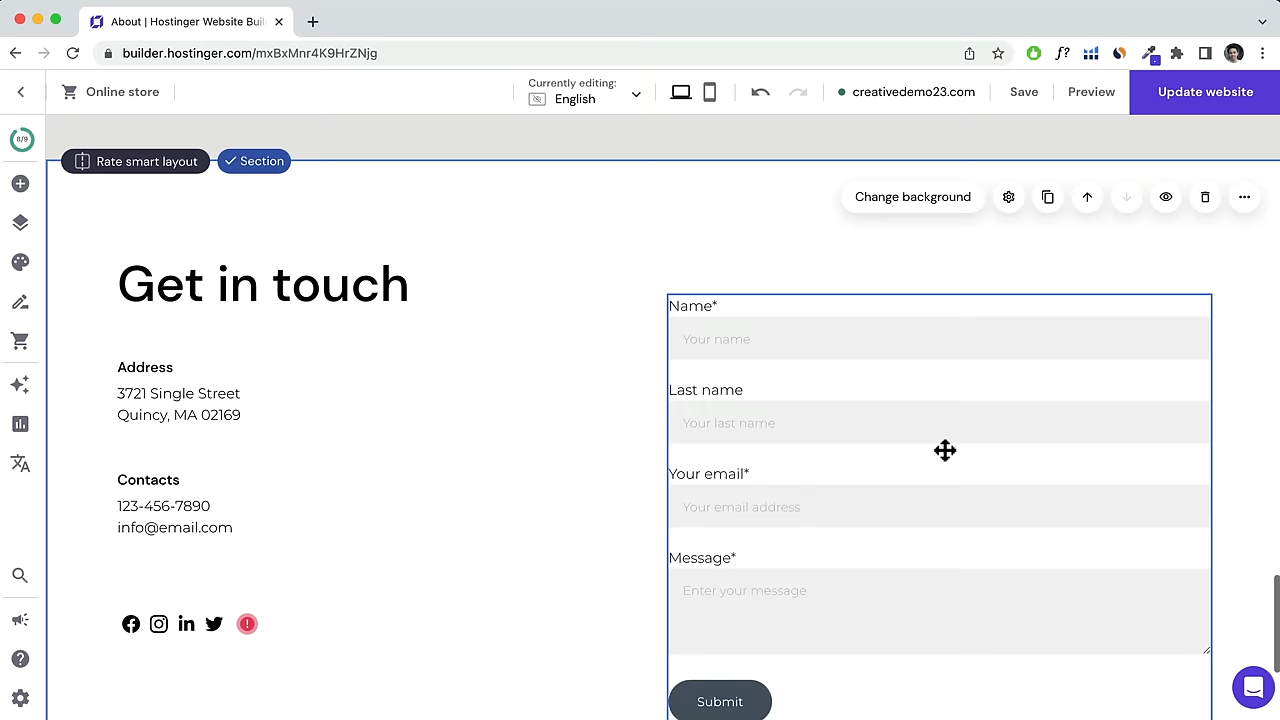 About | Hostinger Website Buil
builder.hostinger.com/mxBxMnr4K9HrZNjg
f?
Online store
Currently editing:
English
creativedemo23.com
Save
Preview
Update website
8/9
Rate smart layout
Section
Change background
Get in touch
Address
3721 Single Street
Quincy, MA 02169
Contacts
123-456-7890
info@email.com
Name*
Your name
Last name
Your last name
Your email*
Your email address
Message*
Enter your message
Submit